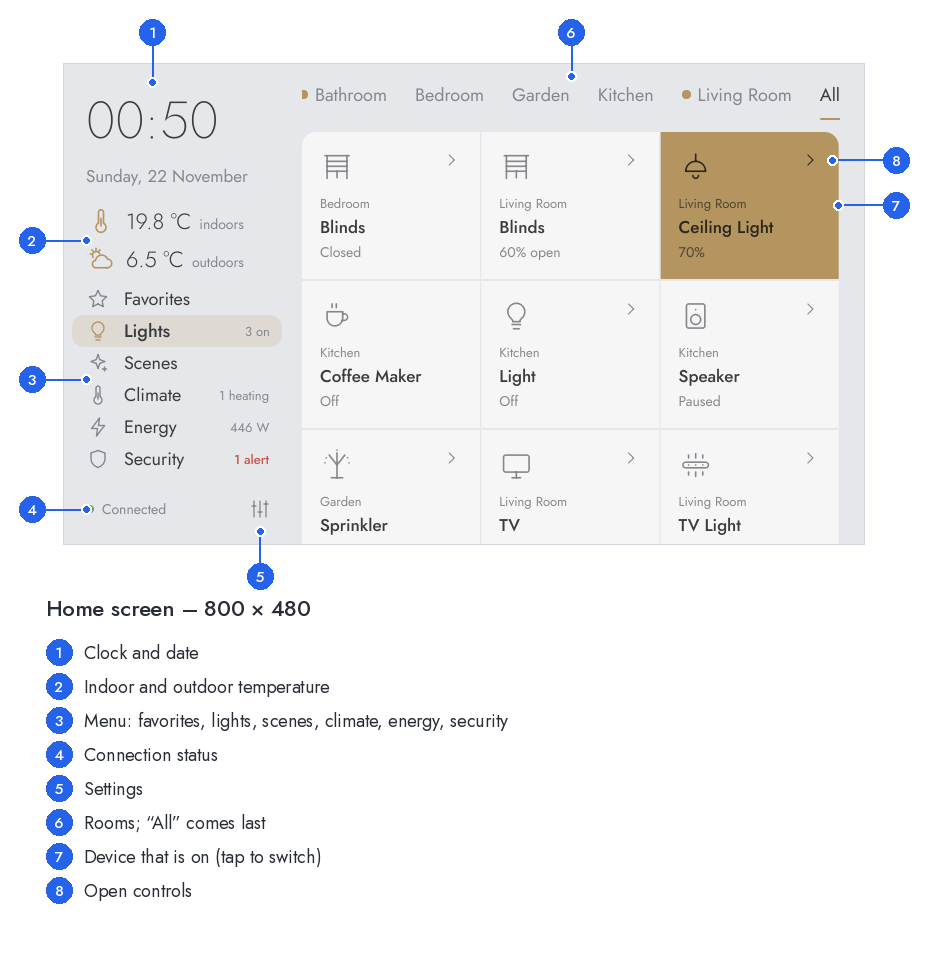 1
6
00:50
Sunday, 22 November
19.8 °C indoors
6.5 °C outdoors
2
Favorites
Lights 3 on
Scenes
3
Climate 1 heating
Energy 446 W
Security 1 alert
4
Connected
5
Bathroom Bedroom Garden Kitchen Living Room All
Bedroom
Blinds
Closed
Living Room
Blinds
60% open
Living Room
Ceiling Light
70%
8
7
Kitchen
Coffee Maker
Off
Kitchen
Light
Off
Kitchen
Speaker
Paused
Garden
Sprinkler
Living Room
TV
Living Room
TV Light
Home screen – 800 × 480
1 Clock and date
2 Indoor and outdoor temperature
3 Menu: favorites, lights, scenes, climate, energy, security
4 Connection status
5 Settings
6 Rooms; “All” comes last
7 Device that is on (tap to switch)
8 Open controls